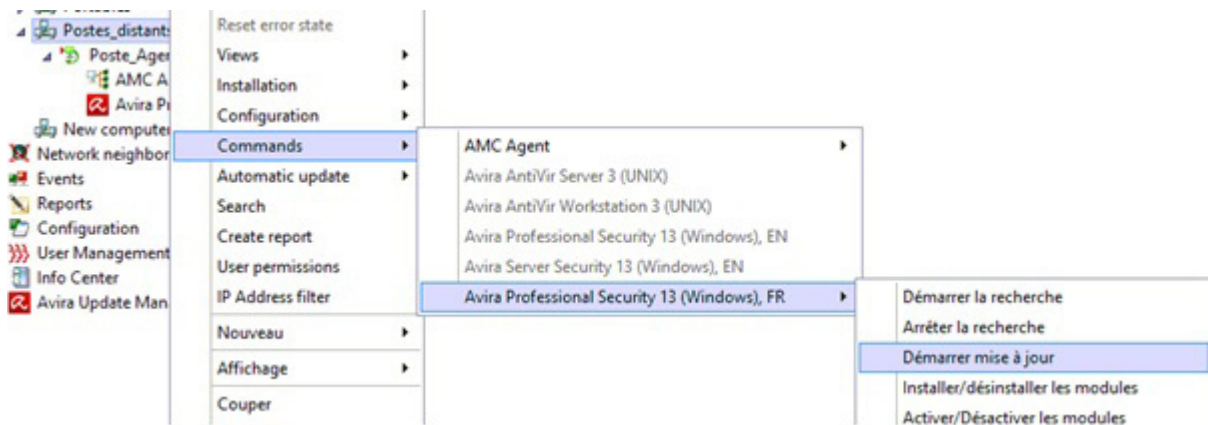 Postes_distants
Poste_Agen
AMC A
Avira Pr
New computer
Network neighbor
Events
Reports
Configuration
User Management
Info Center
Avira Update Man
Reset error state
Views
Installation
Configuration
Commands
Automatic update
Search
Create report
User permissions
IP Address filter
Nouveau
Affichage
Couper
AMC Agent
Avira AntiVir Server 3 (UNIX)
Avira AntiVir Workstation 3 (UNIX)
Avira Professional Security 13 (Windows), EN
Avira Server Security 13 (Windows), EN
Avira Professional Security 13 (Windows), FR
Démarrer la recherche
Arrêter la recherche
Démarrer mise à jour
Installer/désinstaller les modules
Activer/Désactiver les modules